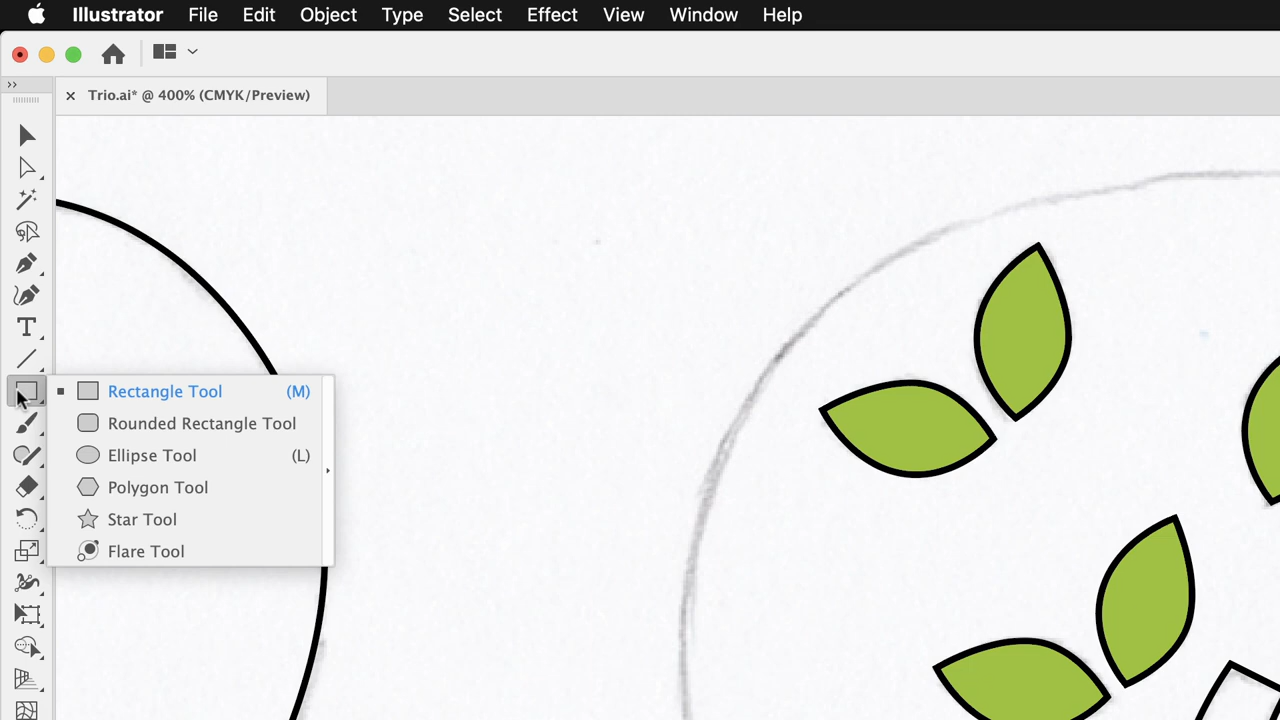 Illustrator File Edit Object Type Select Effect View Window Help
× Trio.ai* @ 400% (CMYK/Preview)
Rectangle Tool (M)
Rounded Rectangle Tool
Ellipse Tool (L)
Polygon Tool
Star Tool
Flare Tool